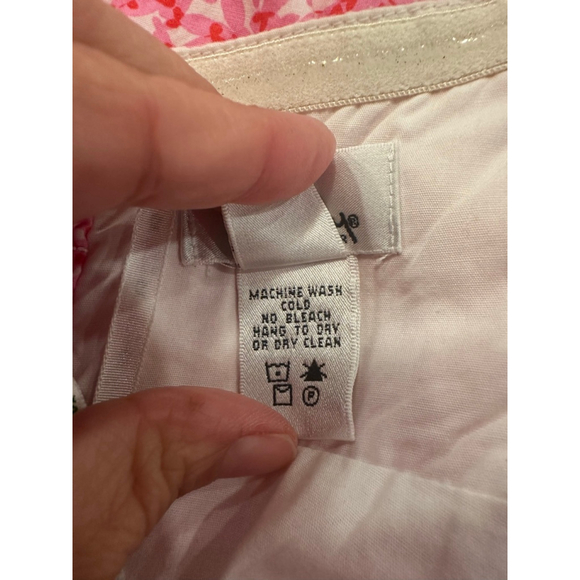 MACHINE WASH
COLD
NO BLEACH
HANG TO DRY
OR DRY CLEAN
P